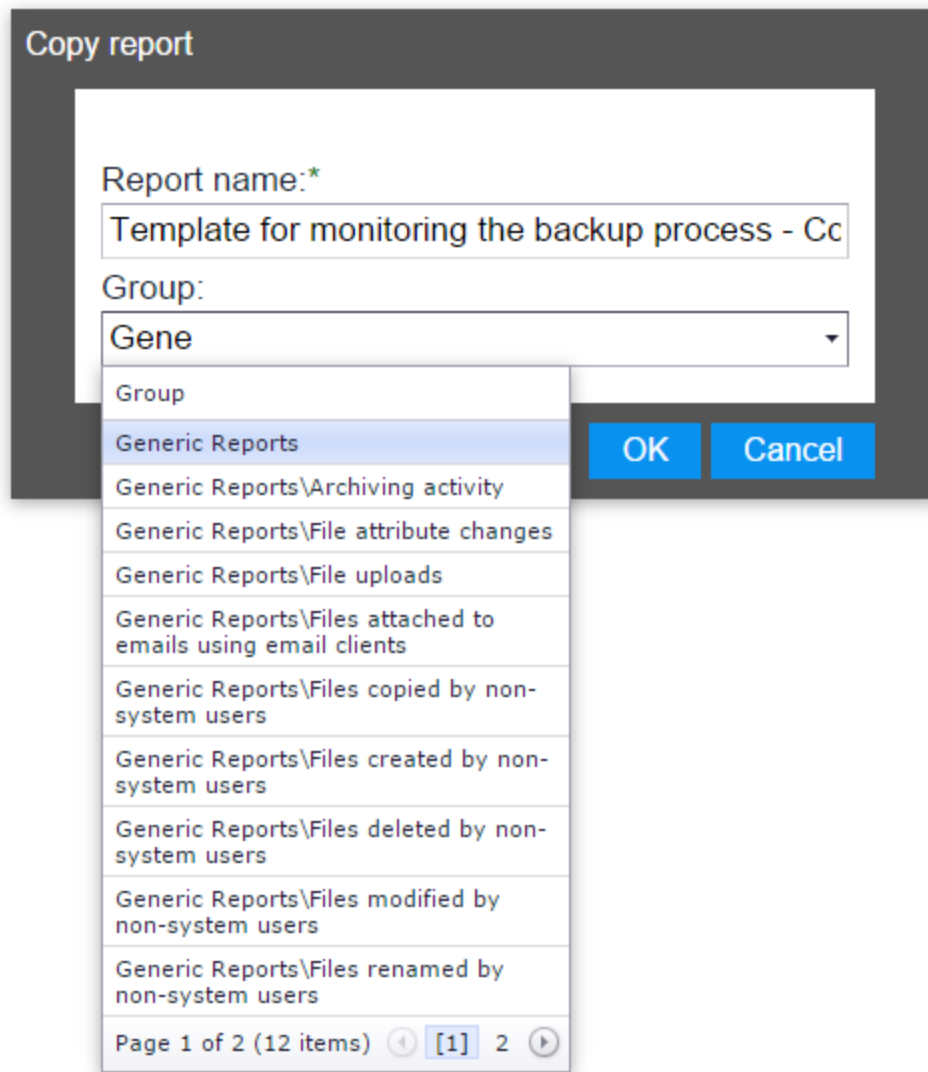 Copy report
Report name:*
Template for monitoring the backup process - Cc
Group:
Gene
Group
Generic Reports
OK
Cancel
Generic Reports\Archiving activity
Generic Reports\File attribute changes
Generic Reports\File uploads
Generic Reports\Files attached to
emails using email clients
Generic Reports\Files copied by non-
system users
Generic Reports\Files created by non-
system users
Generic Reports\Files deleted by non-
system users
Generic Reports\Files modified by
non-system users
Generic Reports\Files renamed by
non-system users
Page 1 of 2 (12 items) [1] 2